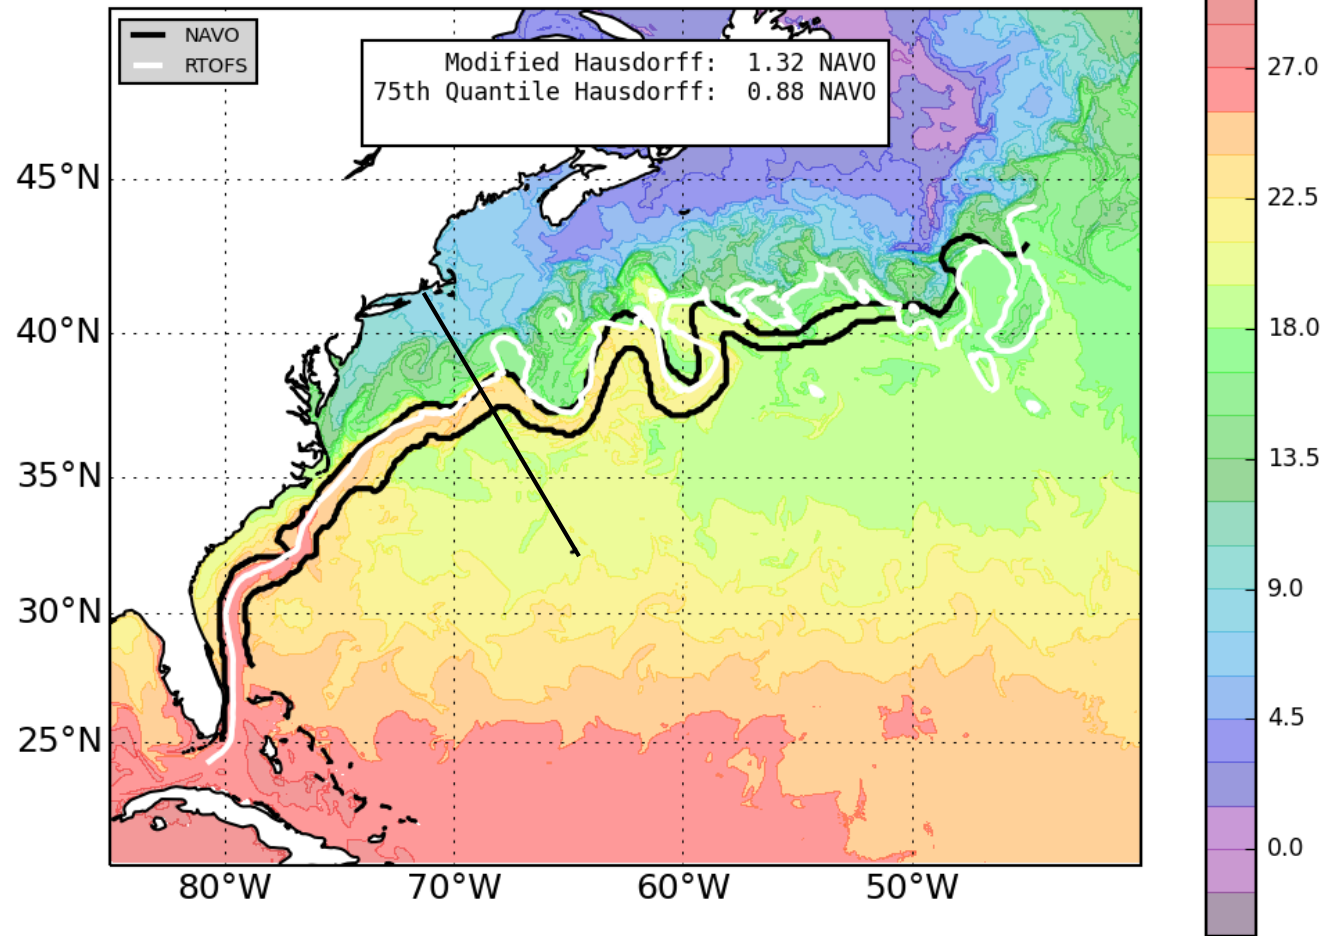 NAVO
RTOFS
Modified Hausdorff: 1.32 NAVO
75th Quantile Hausdorff: 0.88 NAVO
45°N
40°N
35°N
30°N
25°N
80°W
70°W
60°W
50°W
27.0
22.5
18.0
13.5
9.0
4.5
0.0